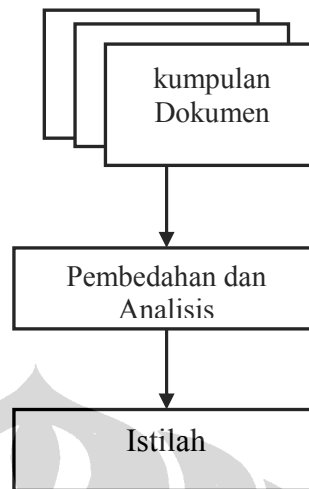 kumpulan
Dokumen
Pembedahan dan
Analisis
Istilah